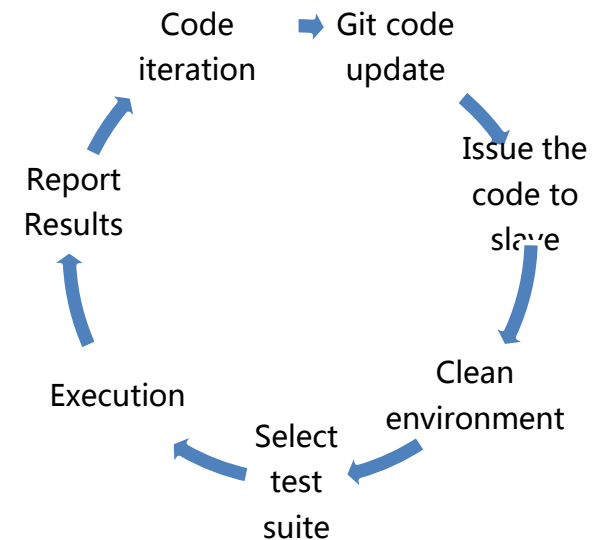 Code
iteration
Git code
update
Issue the
code to
slave
Clean
environment
Select
test
suite
Execution
Report
Results